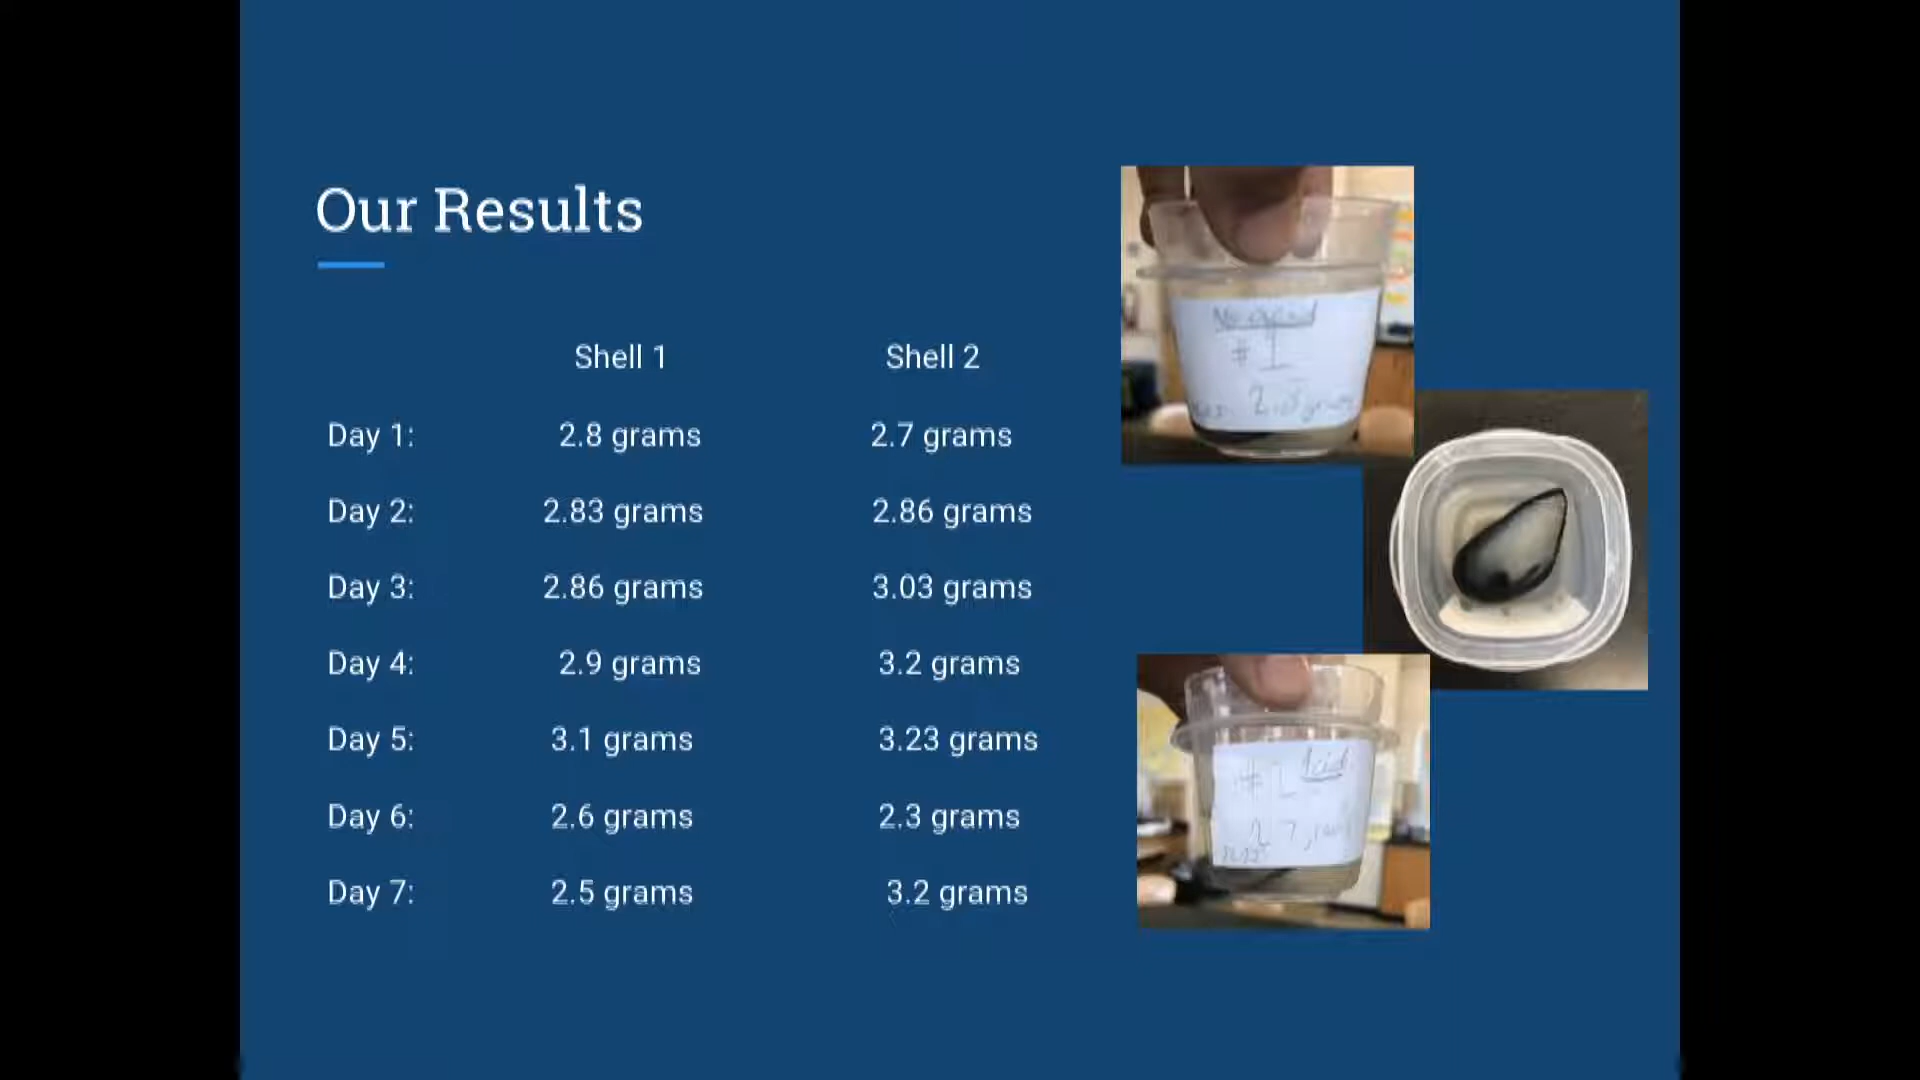 Our Results
Shell 1 Shell 2
Day 1: 2.8 grams 2.7 grams
Day 2: 2.83 grams 2.86 grams
Day 3: 2.86 grams 3.03 grams
Day 4: 2.9 grams 3.2 grams
Day 5: 3.1 grams 3.23 grams
Day 6: 2.6 grams 2.3 grams
Day 7: 2.5 grams 3.2 grams
# 1
Acid